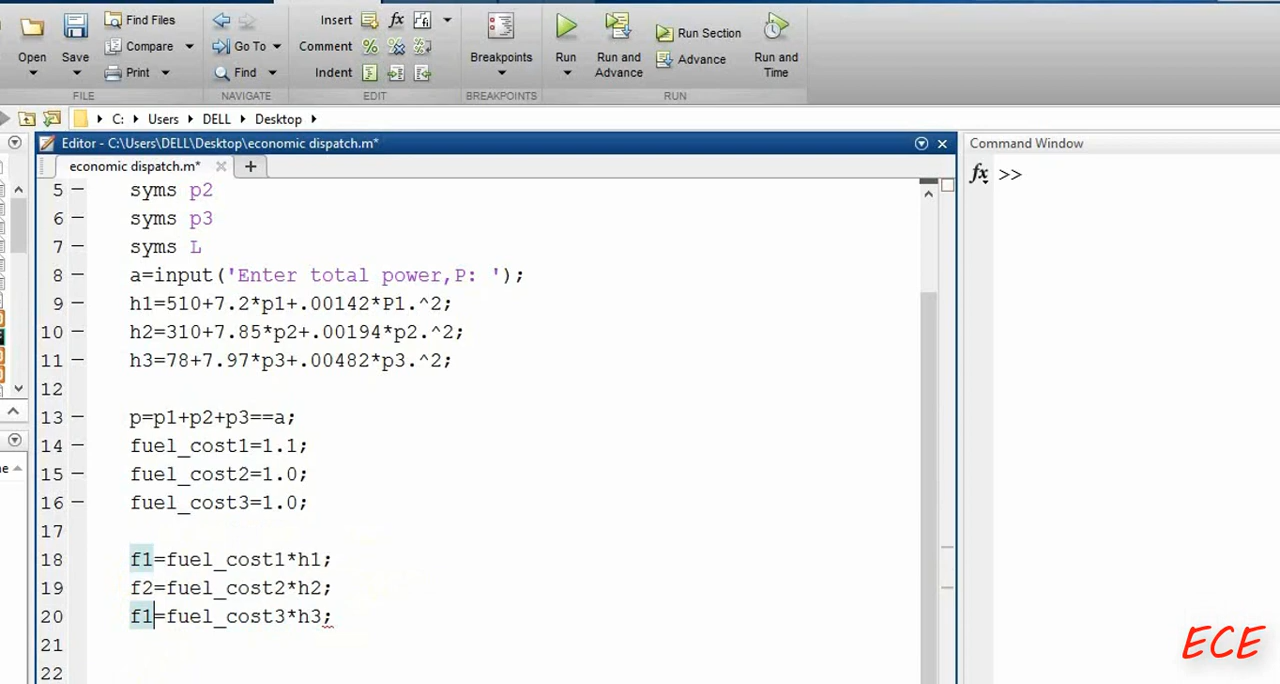 Find Files
Insert
fx
Compare
Go To
Comment
Run Section
Open
Save
Breakpoints
Run
Run and Advance
Advance
Run and Time
Print
Find
Indent
FILE
NAVIGATE
EDIT
BREAKPOINTS
RUN
C:
Users
DELL
Desktop
Editor - C:\Users\DELL\Desktop\economic dispatch.m*
Command Window
economic dispatch.m*
fx >>
5 – syms p2
6 – syms p3
7 – syms L
8 – a=input('Enter total power,P: ');
9 – h1=510+7.2*p1+.00142*P1.^2;
10 – h2=310+7.85*p2+.00194*p2.^2;
11 – h3=78+7.97*p3+.00482*p3.^2;
12
13 – p=p1+p2+p3==a;
14 – fuel_cost1=1.1;
15 – fuel_cost2=1.0;
16 – fuel_cost3=1.0;
17
18 f1=fuel_cost1*h1;
19 f2=fuel_cost2*h2;
20 f1=fuel_cost3*h3;
21
22
ECE